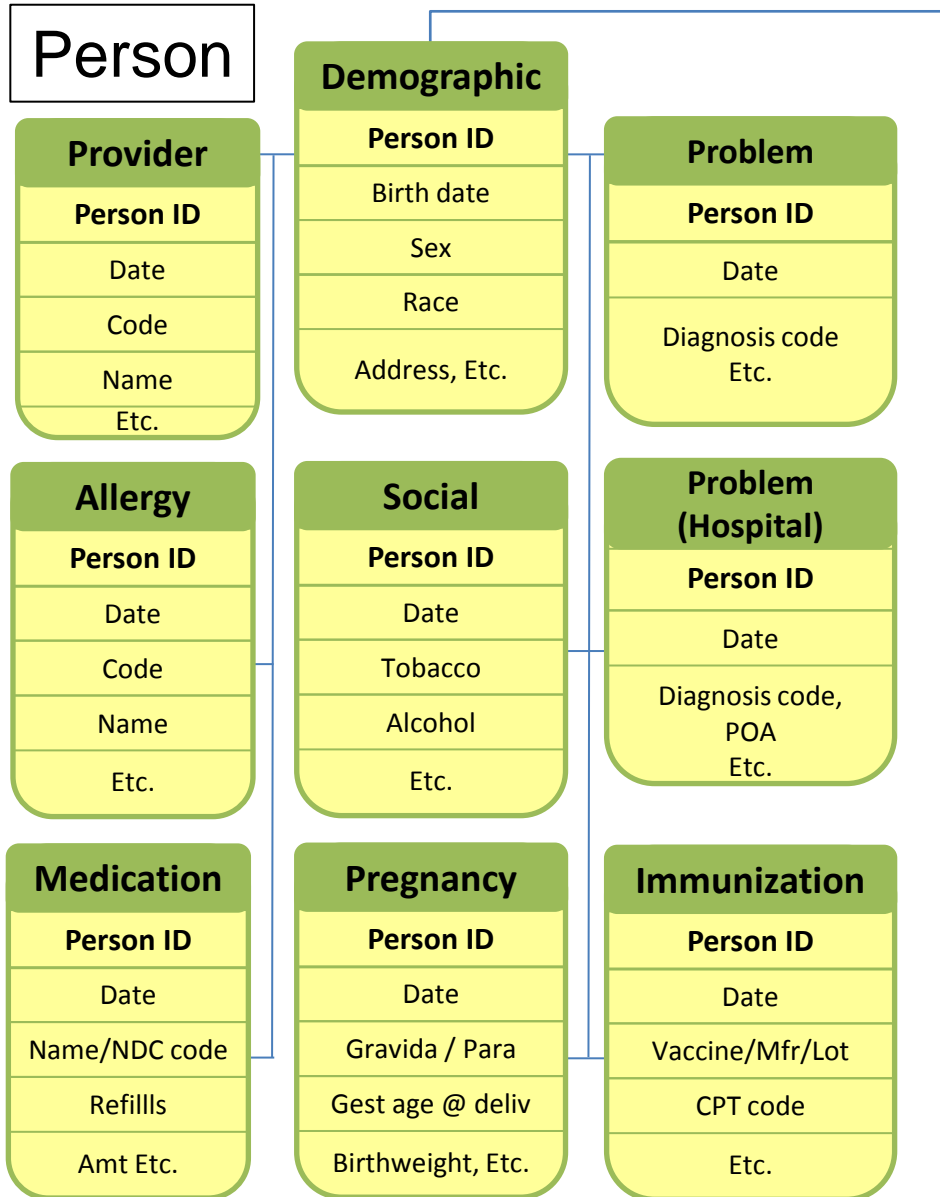 Person
Demographic
Person ID
Birth date
Sex
Race
Address, Etc.
Provider
Person ID
Date
Code
Name
Etc.
Problem
Person ID
Date
Diagnosis code
Etc.
Allergy
Person ID
Date
Code
Name
Etc.
Social
Person ID
Date
Tobacco
Alcohol
Etc.
Problem
(Hospital)
Person ID
Date
Diagnosis code,
POA
Etc.
Medication
Person ID
Date
Name/NDC code
Refillls
Amt Etc.
Pregnancy
Person ID
Date
Gravida / Para
Gest age @ deliv
Birthweight, Etc.
Immunization
Person ID
Date
Vaccine/Mfr/Lot
CPT code
Etc.